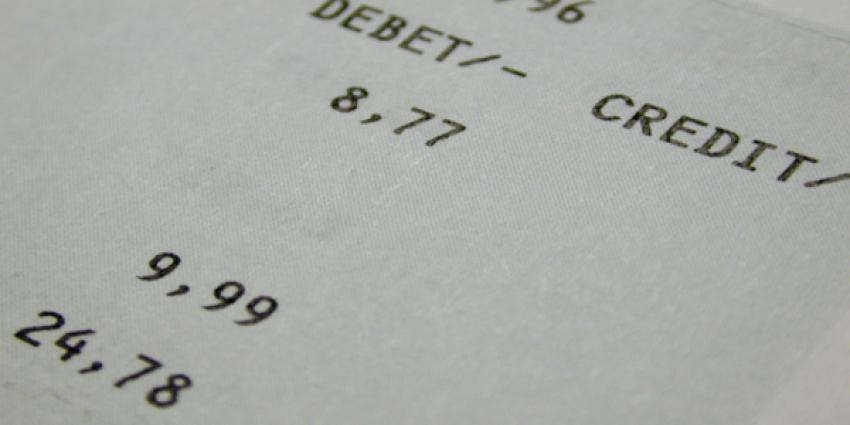 DEBET/- CREDIT/
8,77
9,99
24,78